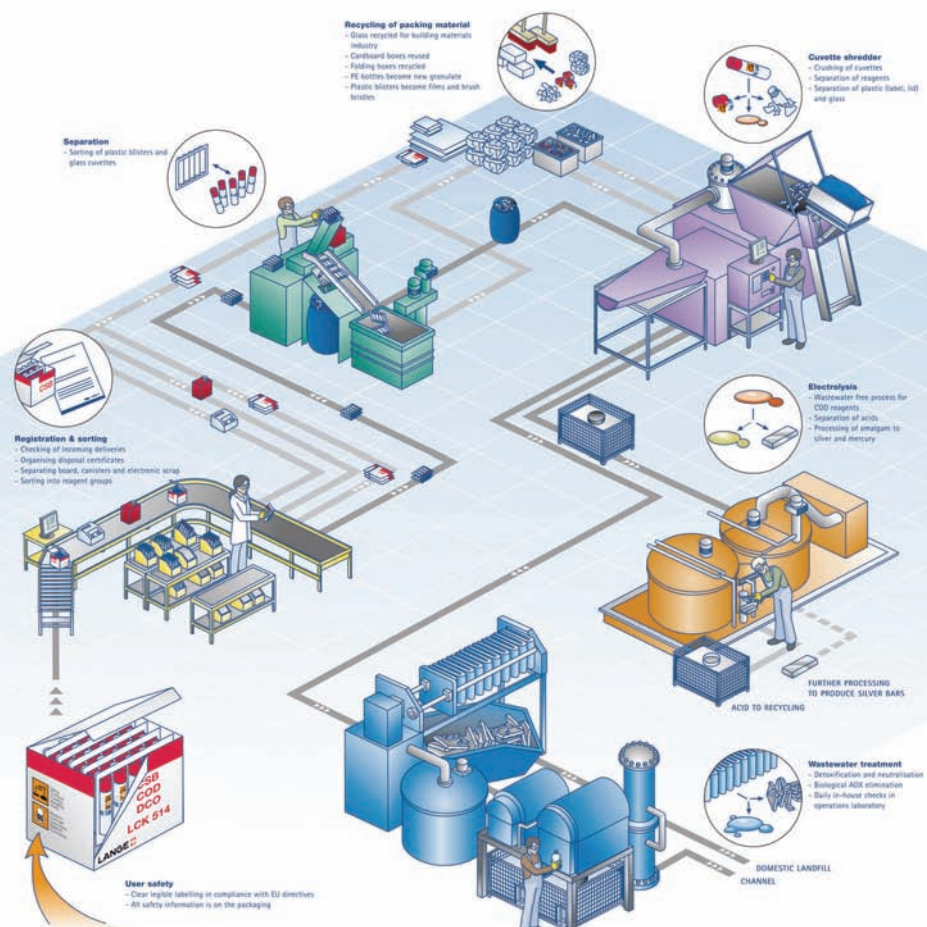 Recycling of packing material
– Glass recycled for building materials
industry
– Cardboard boxes reused
– Folding boxes recycled
– PE bottles become new granulate
– Plastic blisters become films and brush
bristles
Cuvette shredder
– Crushing of cuvettes
– Separation of reagents
– Separation of plastic (label, lid)
and glass
Separation
– Sorting of plastic blisters and
glass cuvettes
CSB
Registration & sorting
– Checking of incoming deliveries
– Organising disposal certificates
– Separating board, canisters and electronic scrap
– Sorting into reagent groups
Electrolysis
– Wastewater free process for
COD reagents
– Separation of acids
– Processing of amalgam to
silver and mercury
FURTHER PROCESSING
TO PRODUCE SILVER BARS
ACID TO RECYCLING
CSB
COD
DCO
LCK 514
LANGE
Wastewater treatment
– Detoxification and neutralisation
– Biological AOX elimination
– Daily in-house checks in
operations laboratory
DOMESTIC LANDFILL
CHANNEL
User safety
– Clear legible labelling in compliance with EU directives
– All safety information is on the packaging